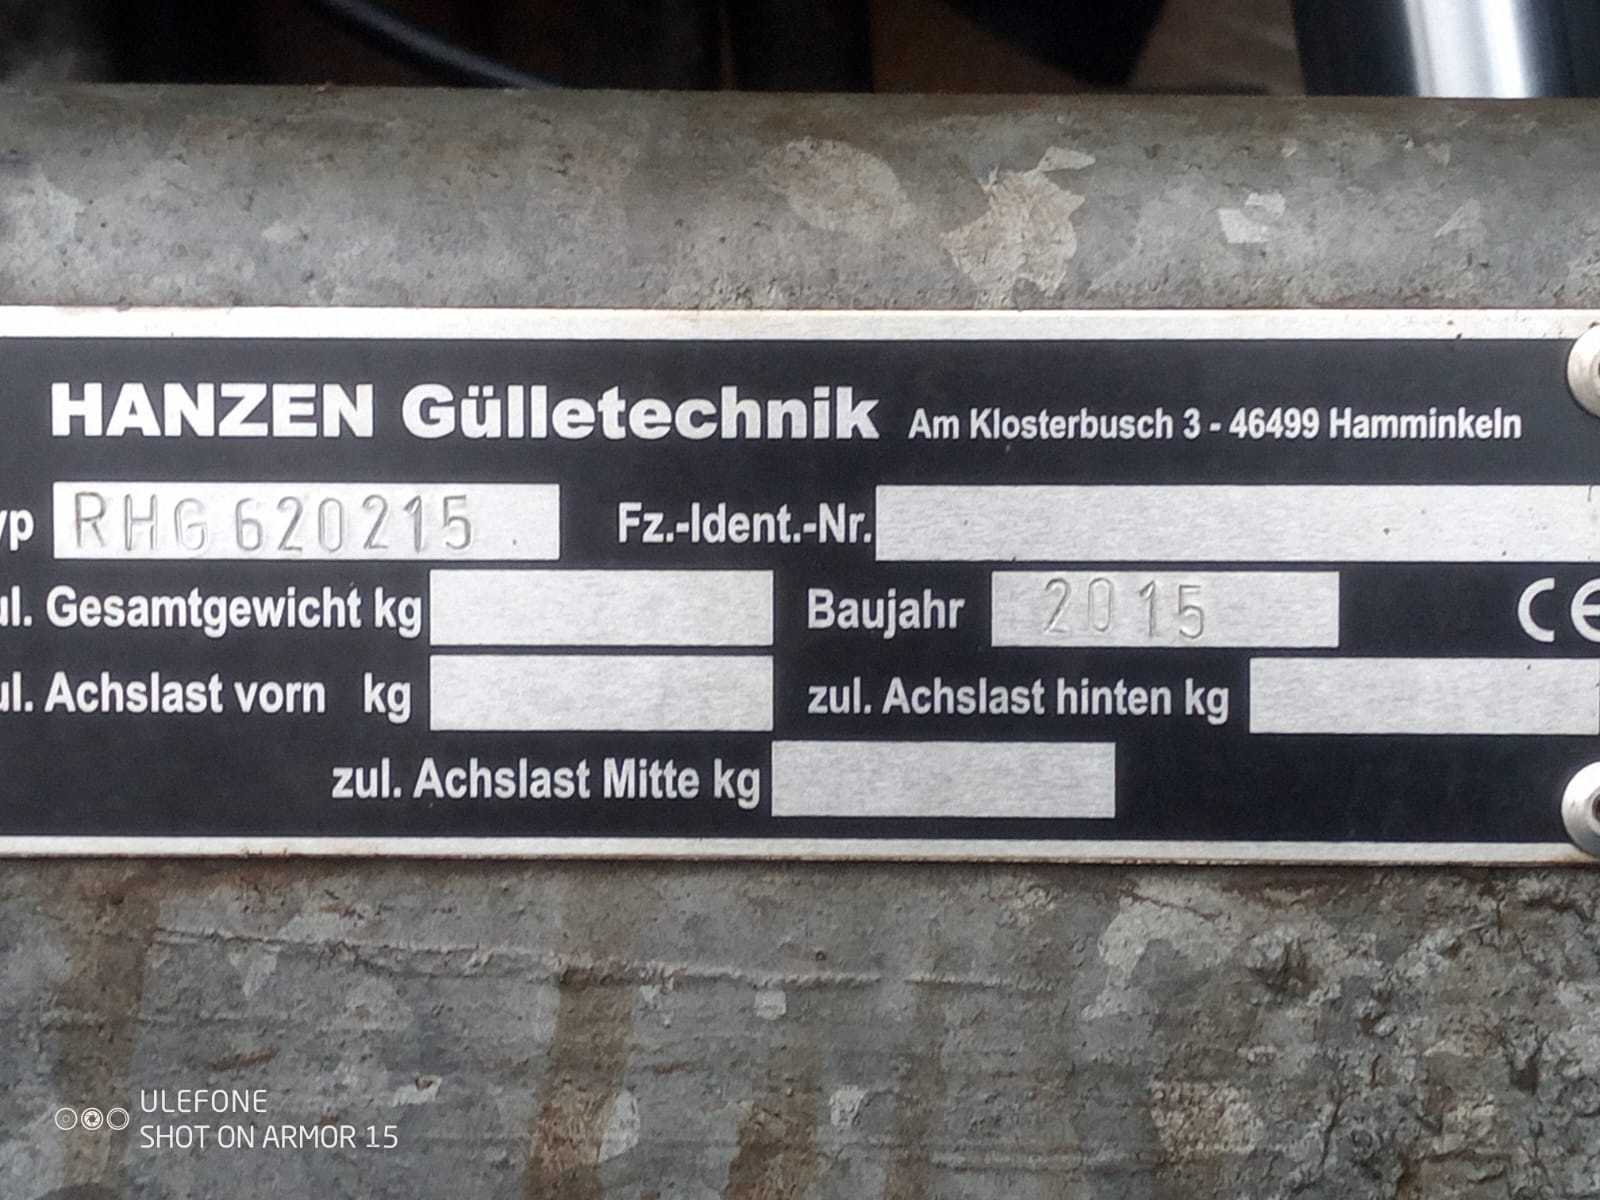 HANZEN Gülletechnik Am Klosterbusch 3 - 46499 Hamminkeln
yp RHG 620215 Fz.-Ident.-Nr.
ul. Gesamtgewicht kg Baujahr 2015 CE
ul. Achslast vorn kg zul. Achslast hinten kg
zul. Achslast Mitte kg
ULEFONE
SHOT ON ARMOR 15